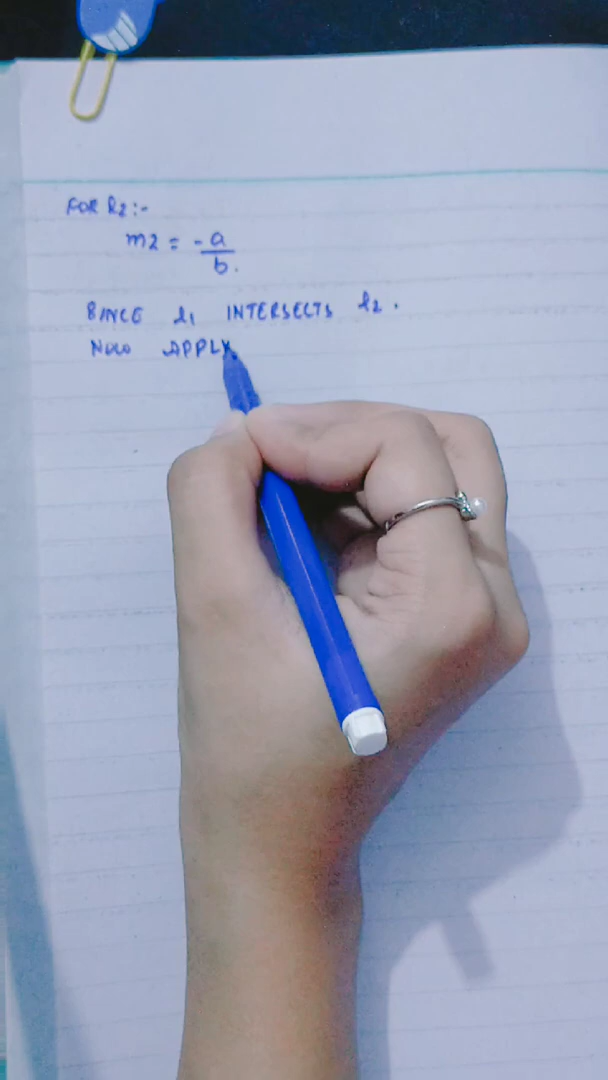 FOR l2:-
m2 = -a/b.
SINCE l1 INTERSECTS l2.
NOW APPLY